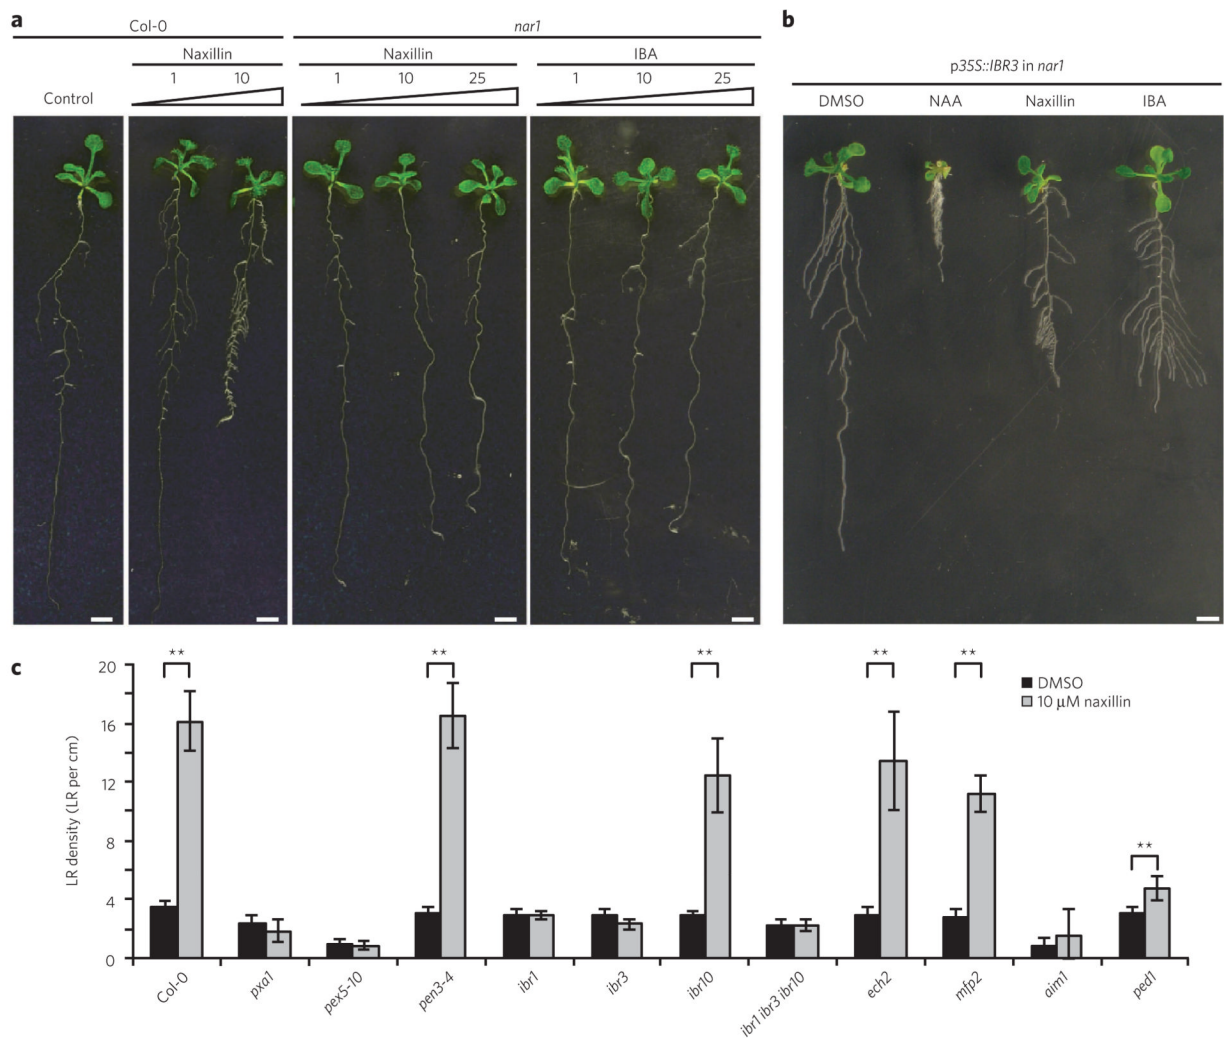 a
Col-0
nar1
Naxillin
Naxillin
IBA
1 10
1 10 25
1 10 25
Control
b
p35S::IBR3 in nar1
DMSO NAA Naxillin IBA
c
LR density (LR per cm)
20
16
12
8
4
0
** ** ** ** ** **
DMSO
10 μM naxillin
Col-0 pxa1 pex5-10 pen3-4 ibr1 ibr3 ibr10 ibr1 ibr3 ibr10 ech2 mfp2 aim1 ped1